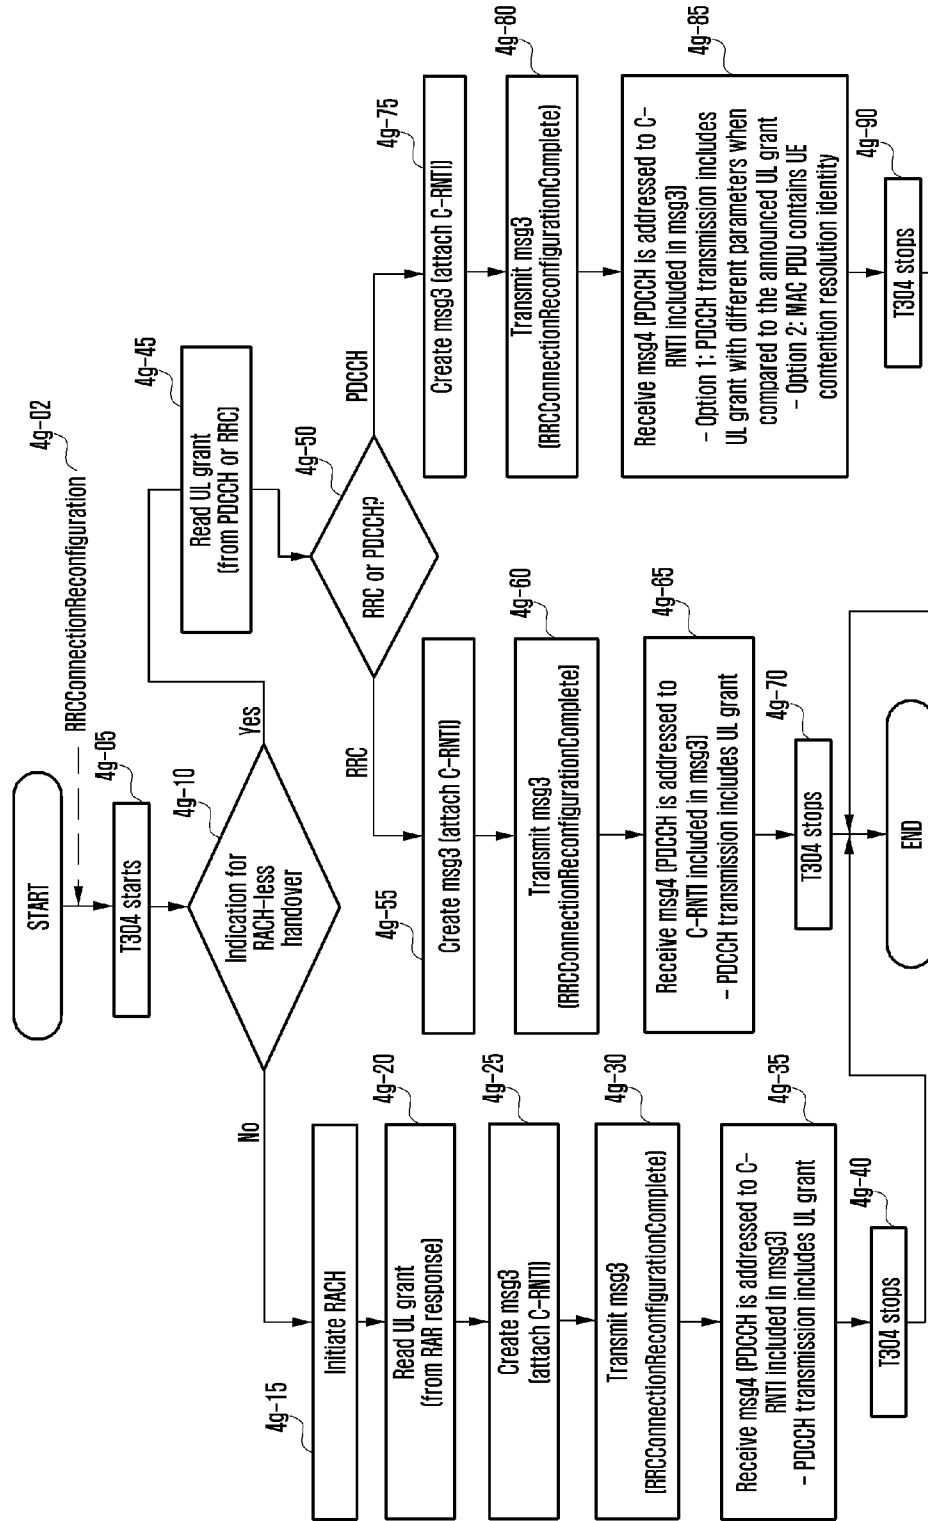 START
RRCConnectionReconfiguration
4g-02
4g-05
T304 starts
4g-10
Indication for
RACH-less
handover
No
Yes
4g-15
Initiate RACH
4g-20
Read UL grant
(from RAR response)
4g-25
Create msg3
(attach C-RNTI)
4g-30
Transmit msg3
(RRCConnectionReconfigurationComplete)
4g-35
Receive msg4 (PDCCH is addressed to C-
RNTI included in msg3)
- PDCCH transmission includes UL grant
4g-40
T304 stops
4g-45
Read UL grant
(from PDCCH or RRC)
4g-50
RRC or PDCCH?
RRC
PDCCH
4g-55
Create msg3 (attach C-RNTI)
4g-60
Transmit msg3
(RRCConnectionReconfigurationComplete)
4g-65
Receive msg4 (PDCCH is addressed to
C-RNTI included in msg3)
- PDCCH transmission includes UL grant
4g-70
T304 stops
4g-75
Create msg3 (attach C-RNTI)
4g-80
Transmit msg3
(RRCConnectionReconfigurationComplete)
4g-85
Receive msg4 (PDCCH is addressed to C-
RNTI included in msg3)
- Option 1: PDCCH transmission includes
UL grant with different parameters when
compared to the announced UL grant
- Option 2: MAC PDU contains UE
contention resolution identity
4g-90
T304 stops
END